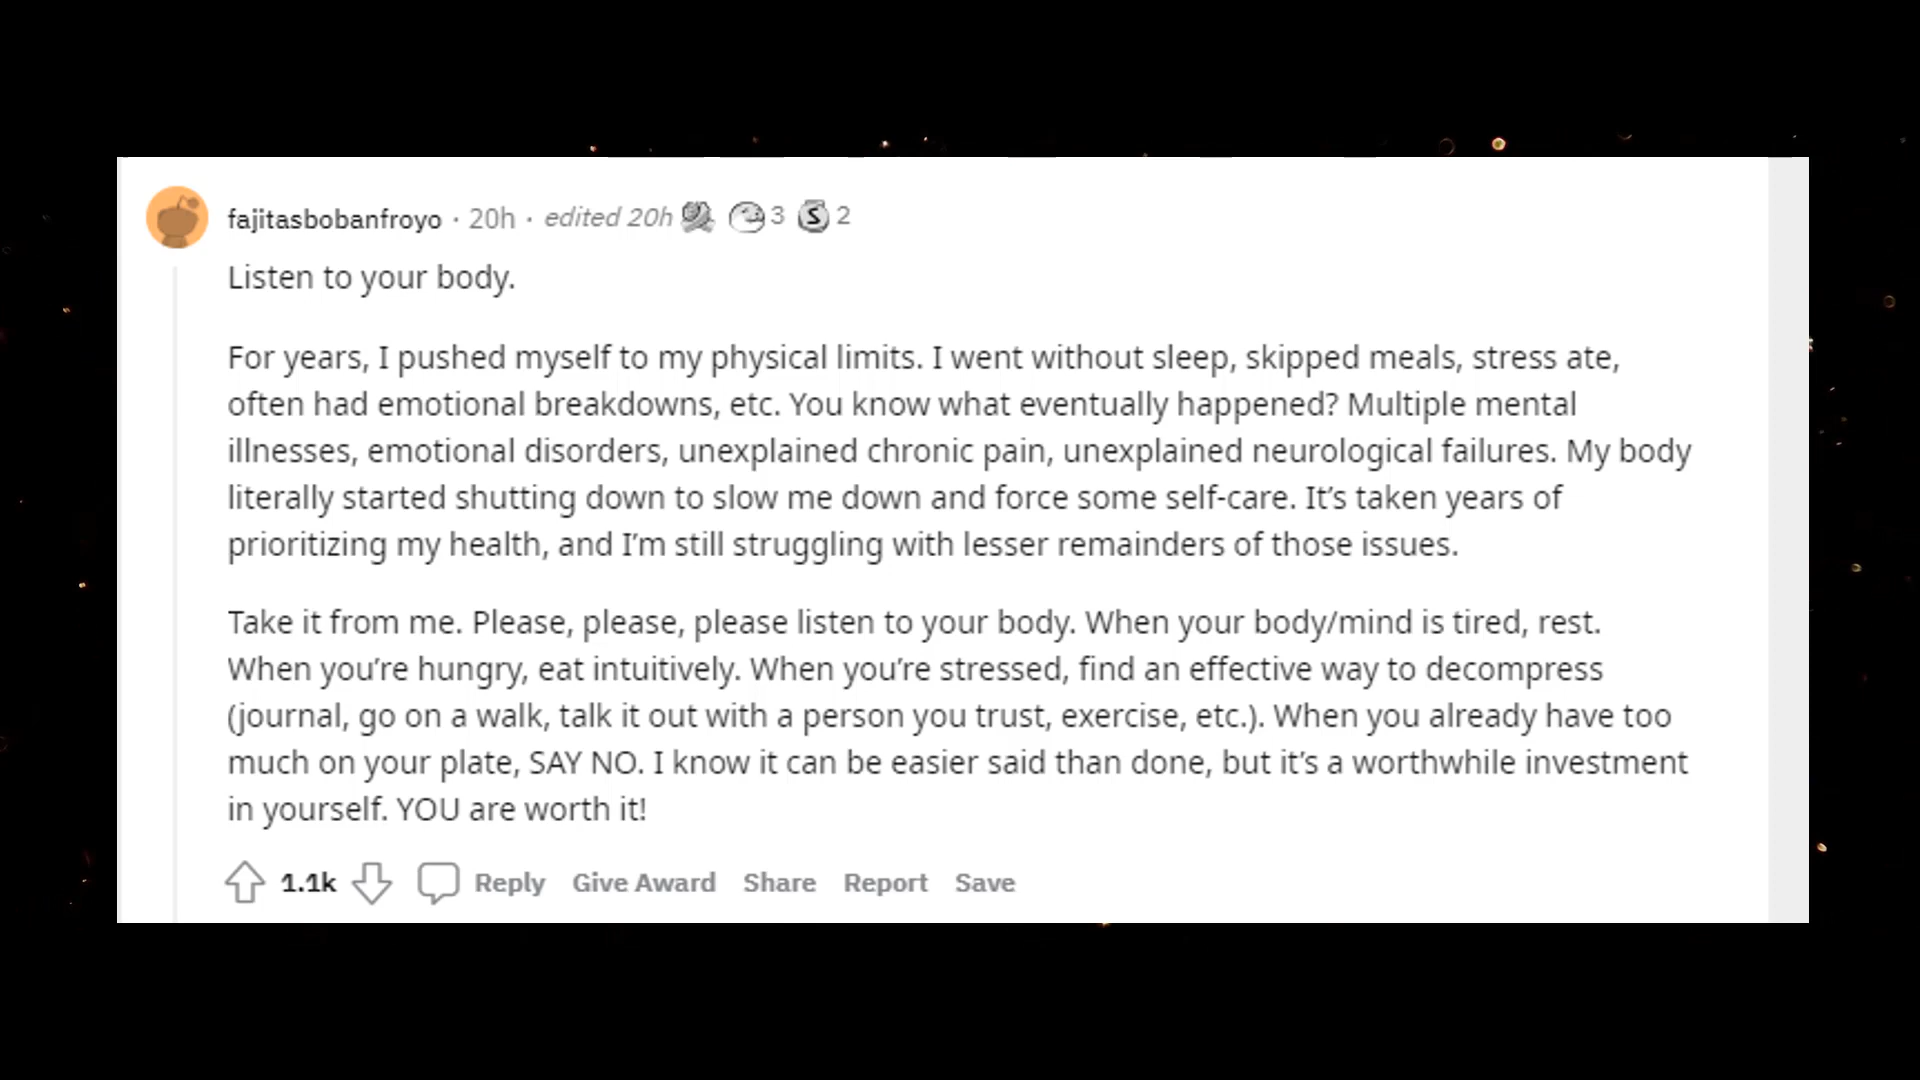 fajitasbobanfroyo · 20h · edited 20h 3 S 2
Listen to your body.
For years, I pushed myself to my physical limits. I went without sleep, skipped meals, stress ate,
often had emotional breakdowns, etc. You know what eventually happened? Multiple mental
illnesses, emotional disorders, unexplained chronic pain, unexplained neurological failures. My body
literally started shutting down to slow me down and force some self-care. It’s taken years of
prioritizing my health, and I’m still struggling with lesser remainders of those issues.
Take it from me. Please, please, please listen to your body. When your body/mind is tired, rest.
When you’re hungry, eat intuitively. When you’re stressed, find an effective way to decompress
(journal, go on a walk, talk it out with a person you trust, exercise, etc.). When you already have too
much on your plate, SAY NO. I know it can be easier said than done, but it’s a worthwhile investment
in yourself. YOU are worth it!
1.1k Reply Give Award Share Report Save